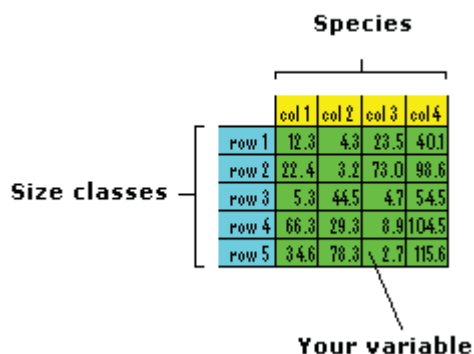 Species
col 1 col 2 col 3 col 4
row 1 12.3 4.3 23.5 40.1
row 2 22.4 3.2 73.0 98.6
Size classes
row 3 5.3 44.5 4.7 54.5
row 4 66.3 29.3 8.9 104.5
row 5 34.6 78.3 2.7 115.6
Your variable